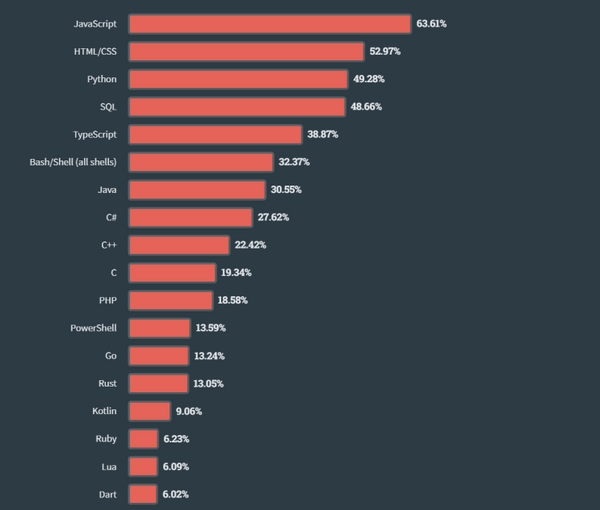 JavaScript 63.61%
HTML/CSS 52.97%
Python 49.28%
SQL 48.66%
TypeScript 38.87%
Bash/Shell (all shells) 32.37%
Java 30.55%
C# 27.62%
C++ 22.42%
C 19.34%
PHP 18.58%
PowerShell 13.59%
Go 13.24%
Rust 13.05%
Kotlin 9.06%
Ruby 6.23%
Lua 6.09%
Dart 6.02%